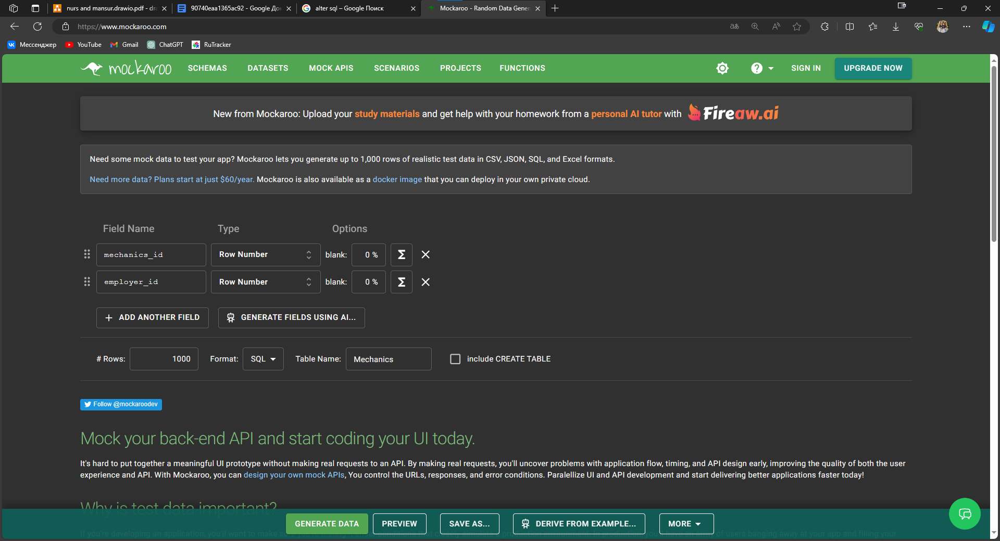 nurs and mansur.drawio.pdf - dra
90740eaa1365ac92 - Google До
alter sql – Google Поиск
Mockaroo - Random Data Gener
https://www.mockaroo.com
Мессенджер
YouTube
Gmail
ChatGPT
RuTracker
mockaroo
SCHEMAS
DATASETS
MOCK APIS
SCENARIOS
PROJECTS
FUNCTIONS
SIGN IN
UPGRADE NOW
New from Mockaroo: Upload your study materials and get help with your homework from a personal AI tutor with Fireaw.ai
Need some mock data to test your app? Mockaroo lets you generate up to 1,000 rows of realistic test data in CSV, JSON, SQL, and Excel formats.
Need more data? Plans start at just $60/year. Mockaroo is also available as a docker image that you can deploy in your own private cloud.
Field Name Type Options
mechanics_id Row Number blank: 0 % Σ
employer_id Row Number blank: 0 % Σ
+ ADD ANOTHER FIELD
GENERATE FIELDS USING AI...
# Rows: 1000 Format: SQL Table Name: Mechanics include CREATE TABLE
Follow @mockaroodev
Mock your back-end API and start coding your UI today.
It's hard to put together a meaningful UI prototype without making real requests to an API. By making real requests, you'll uncover problems with application flow, timing, and API design early, improving the quality of both the user
experience and API. With Mockaroo, you can design your own mock APIs, You control the URLs, responses, and error conditions. Paralellize UI and API development and start delivering better applications faster today!
Why is test data important?
GENERATE DATA
PREVIEW
SAVE AS...
DERIVE FROM EXAMPLE...
MORE
If you're developing an application, you'll want to make